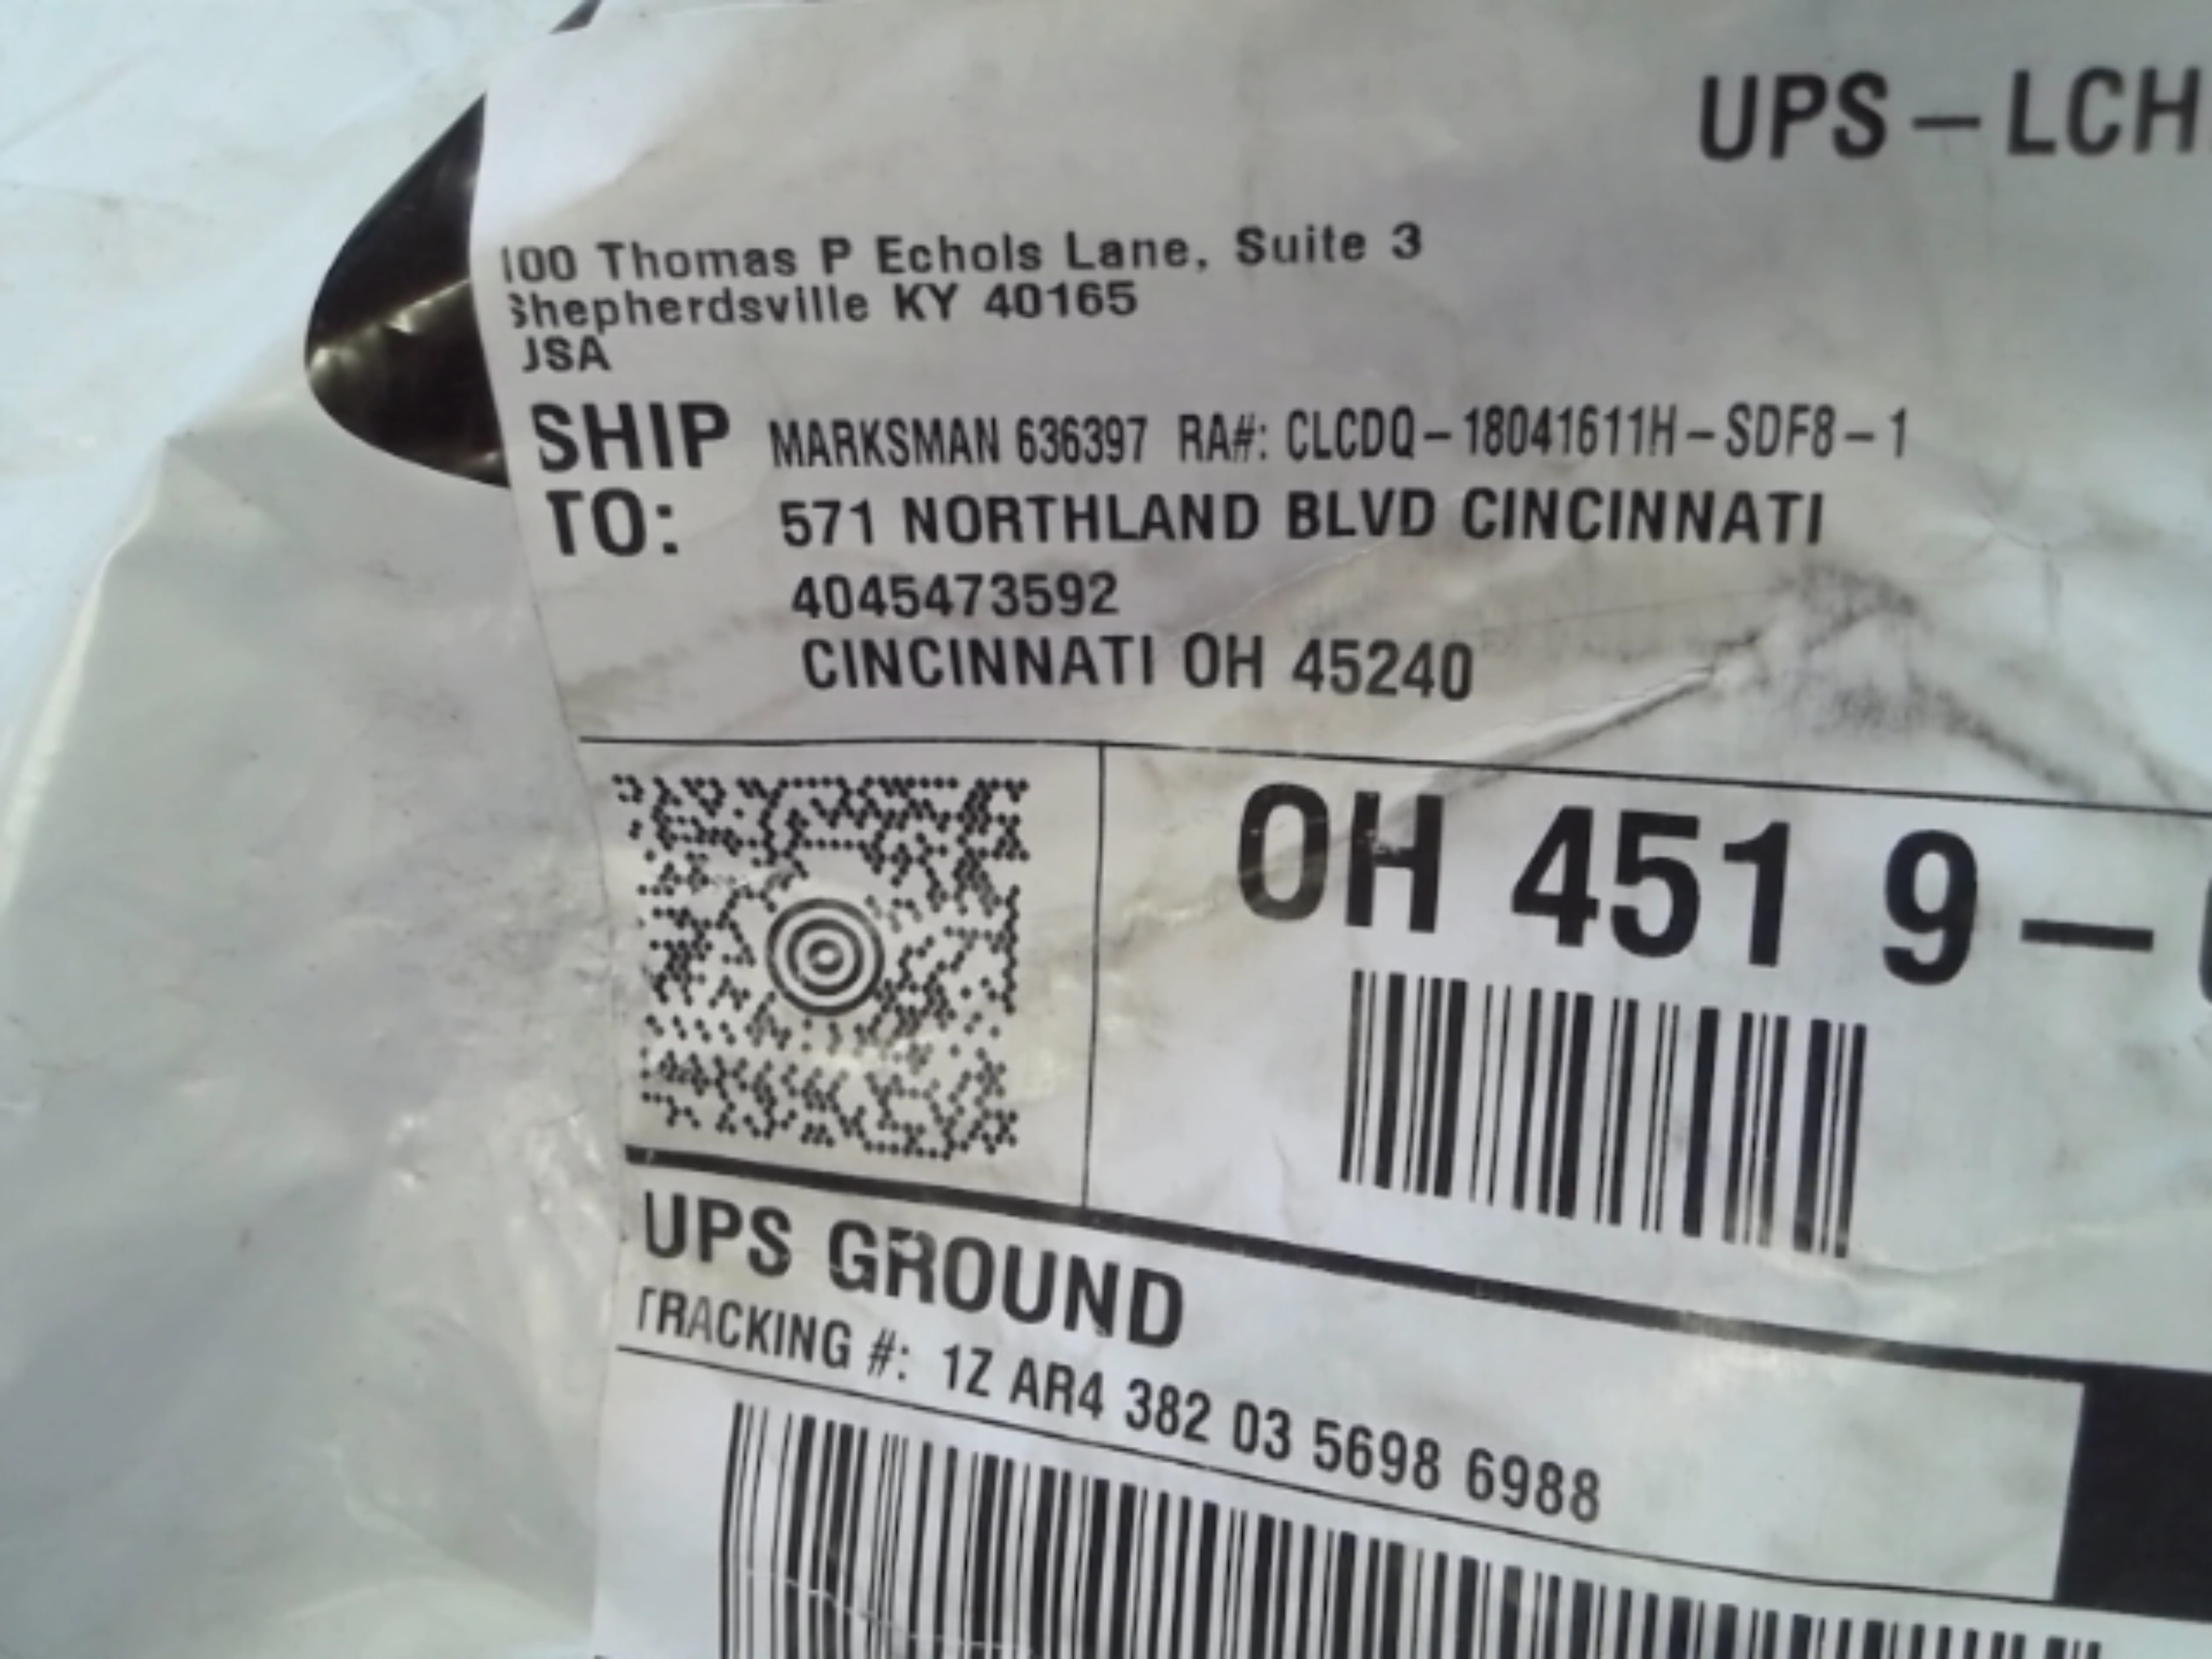 UPS – LCH
100 Thomas P Echols Lane, Suite 3
Shepherdsville KY 40165
USA
SHIP TO: MARKSMAN 636397 RA#: CLCDQ – 18041611H – SDF8 – 1
571 NORTHLAND BLVD CINCINNATI
4045473592
CINCINNATI OH 45240
OH 451 9 –
UPS GROUND
TRACKING #: 1Z AR4 382 03 5698 6988